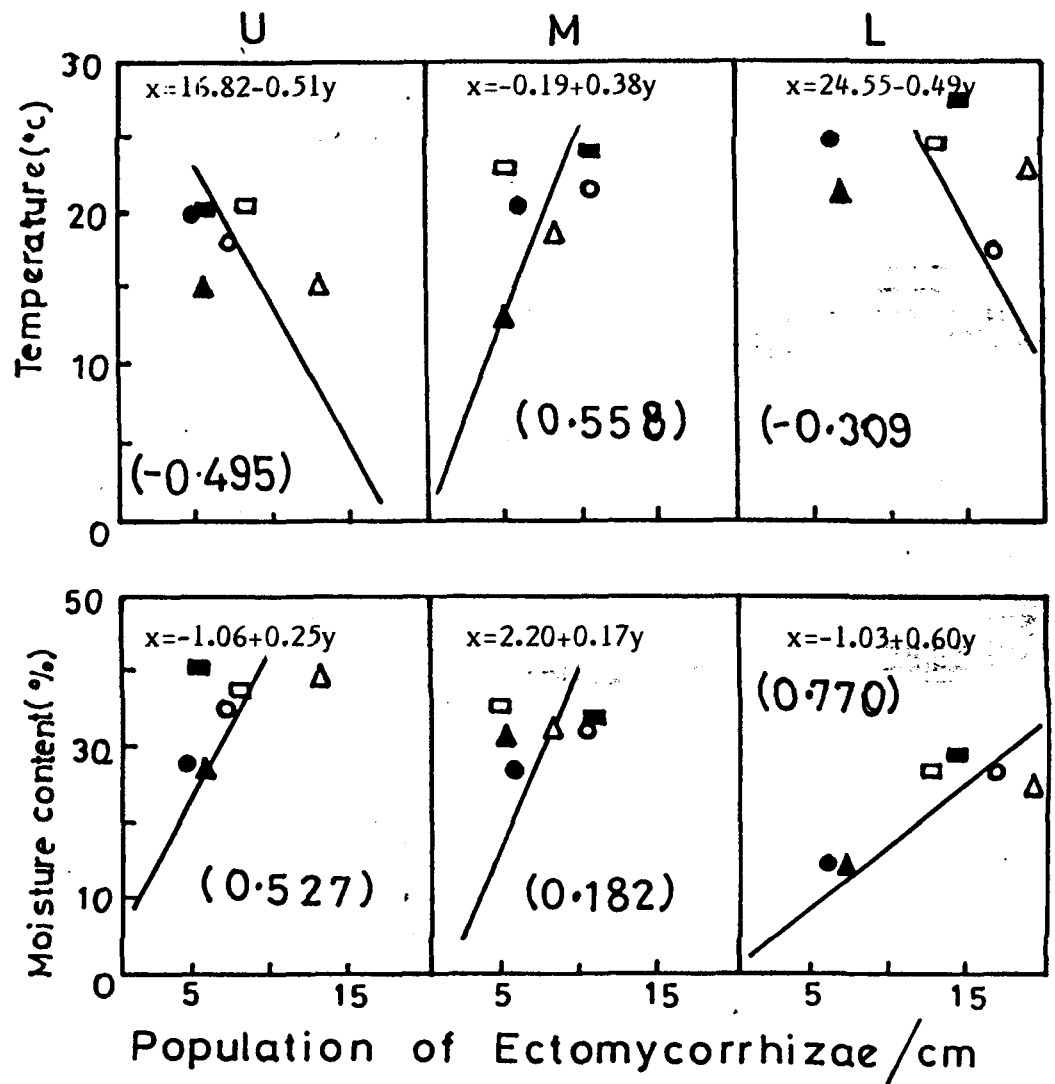 U M L
30
x=16.82-0.51y x=-0.19+0.38y x=24.55-0.49y
Temperature(°c)
20
10
(-0.495) (0.558) (-0.309
0
50
x=-1.06+0.25y x=2.20+0.17y x=-1.03+0.60y
Moisture content(%)
30
(0.770)
10
(0.527) (0.182)
0
5 15 5 15 5 15
Population of Ectomycorrhizae/cm